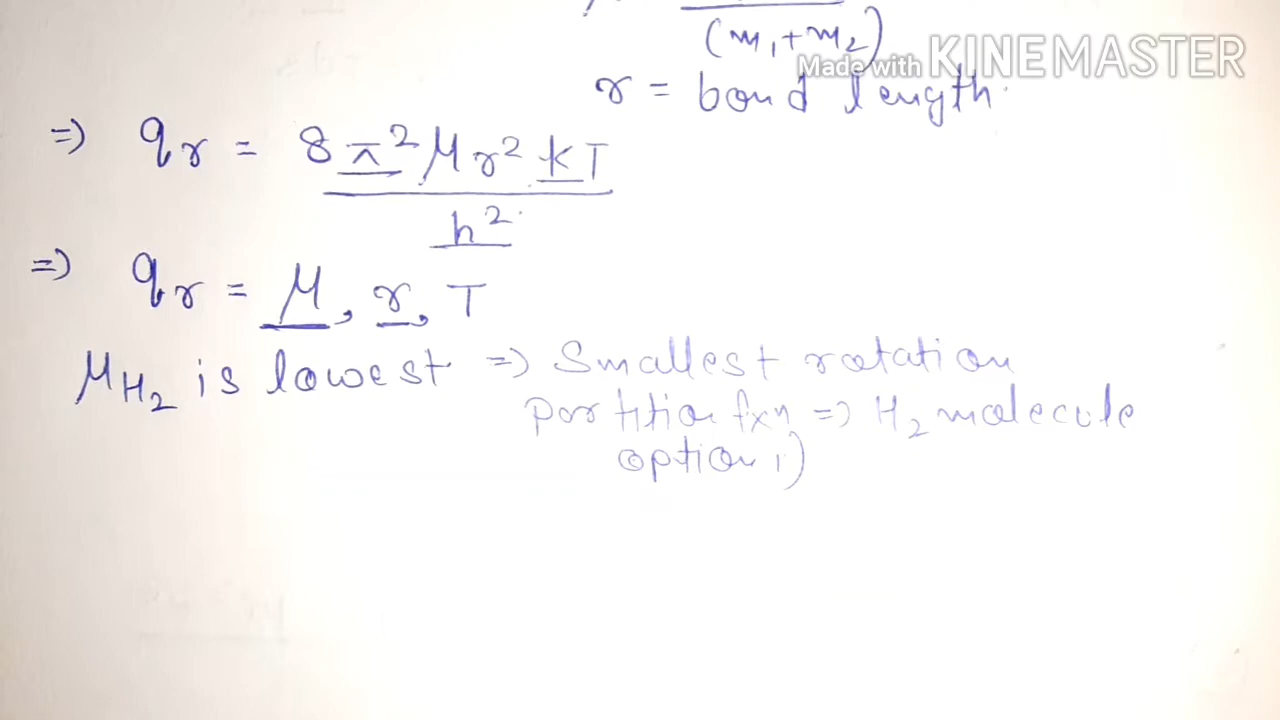 (m₁+m₂)
Made with KINEMASTER
r = bond length.
=) qr = 8π²μr²kT
h²
=) qr = μ, r, T
μH₂ is lowest =) Smallest rotation
partition fxn =) H₂ molecule
option 1)